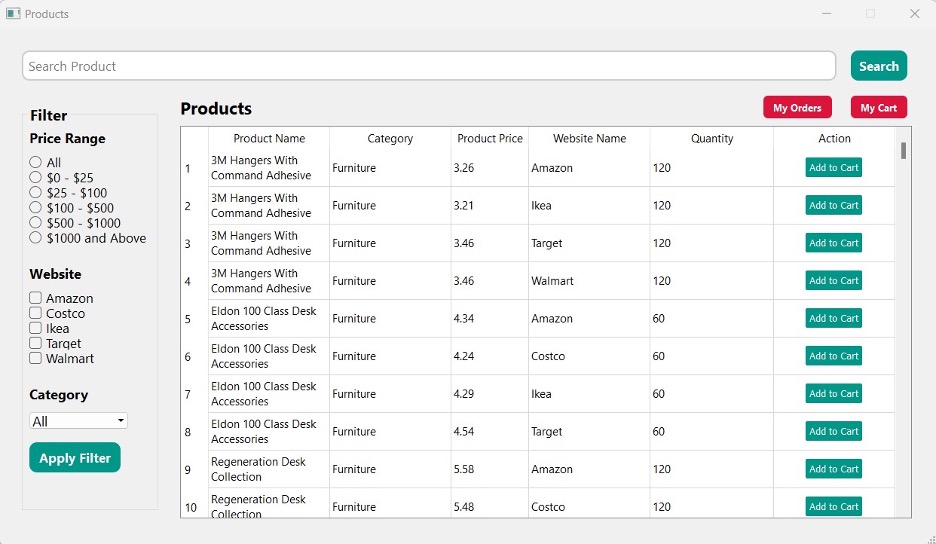 Products
Search Product
Search
Filter
Price Range
All
$0 - $25
$25 - $100
$100 - $500
$500 - $1000
$1000 and Above
Website
Amazon
Costco
Ikea
Target
Walmart
Category
All
Apply Filter
Products
My Orders
My Cart
Product Name Category Product Price Website Name Quantity Action
1 3M Hangers With Command Adhesive Furniture 3.26 Amazon 120 Add to Cart
2 3M Hangers With Command Adhesive Furniture 3.21 Ikea 120 Add to Cart
3 3M Hangers With Command Adhesive Furniture 3.46 Target 120 Add to Cart
4 3M Hangers With Command Adhesive Furniture 3.46 Walmart 120 Add to Cart
5 Eldon 100 Class Desk Accessories Furniture 4.34 Amazon 60 Add to Cart
6 Eldon 100 Class Desk Accessories Furniture 4.24 Costco 60 Add to Cart
7 Eldon 100 Class Desk Accessories Furniture 4.29 Ikea 60 Add to Cart
8 Eldon 100 Class Desk Accessories Furniture 4.54 Target 60 Add to Cart
9 Regeneration Desk Collection Furniture 5.58 Amazon 120 Add to Cart
10 Regeneration Desk Collection Furniture 5.48 Costco 120 Add to Cart